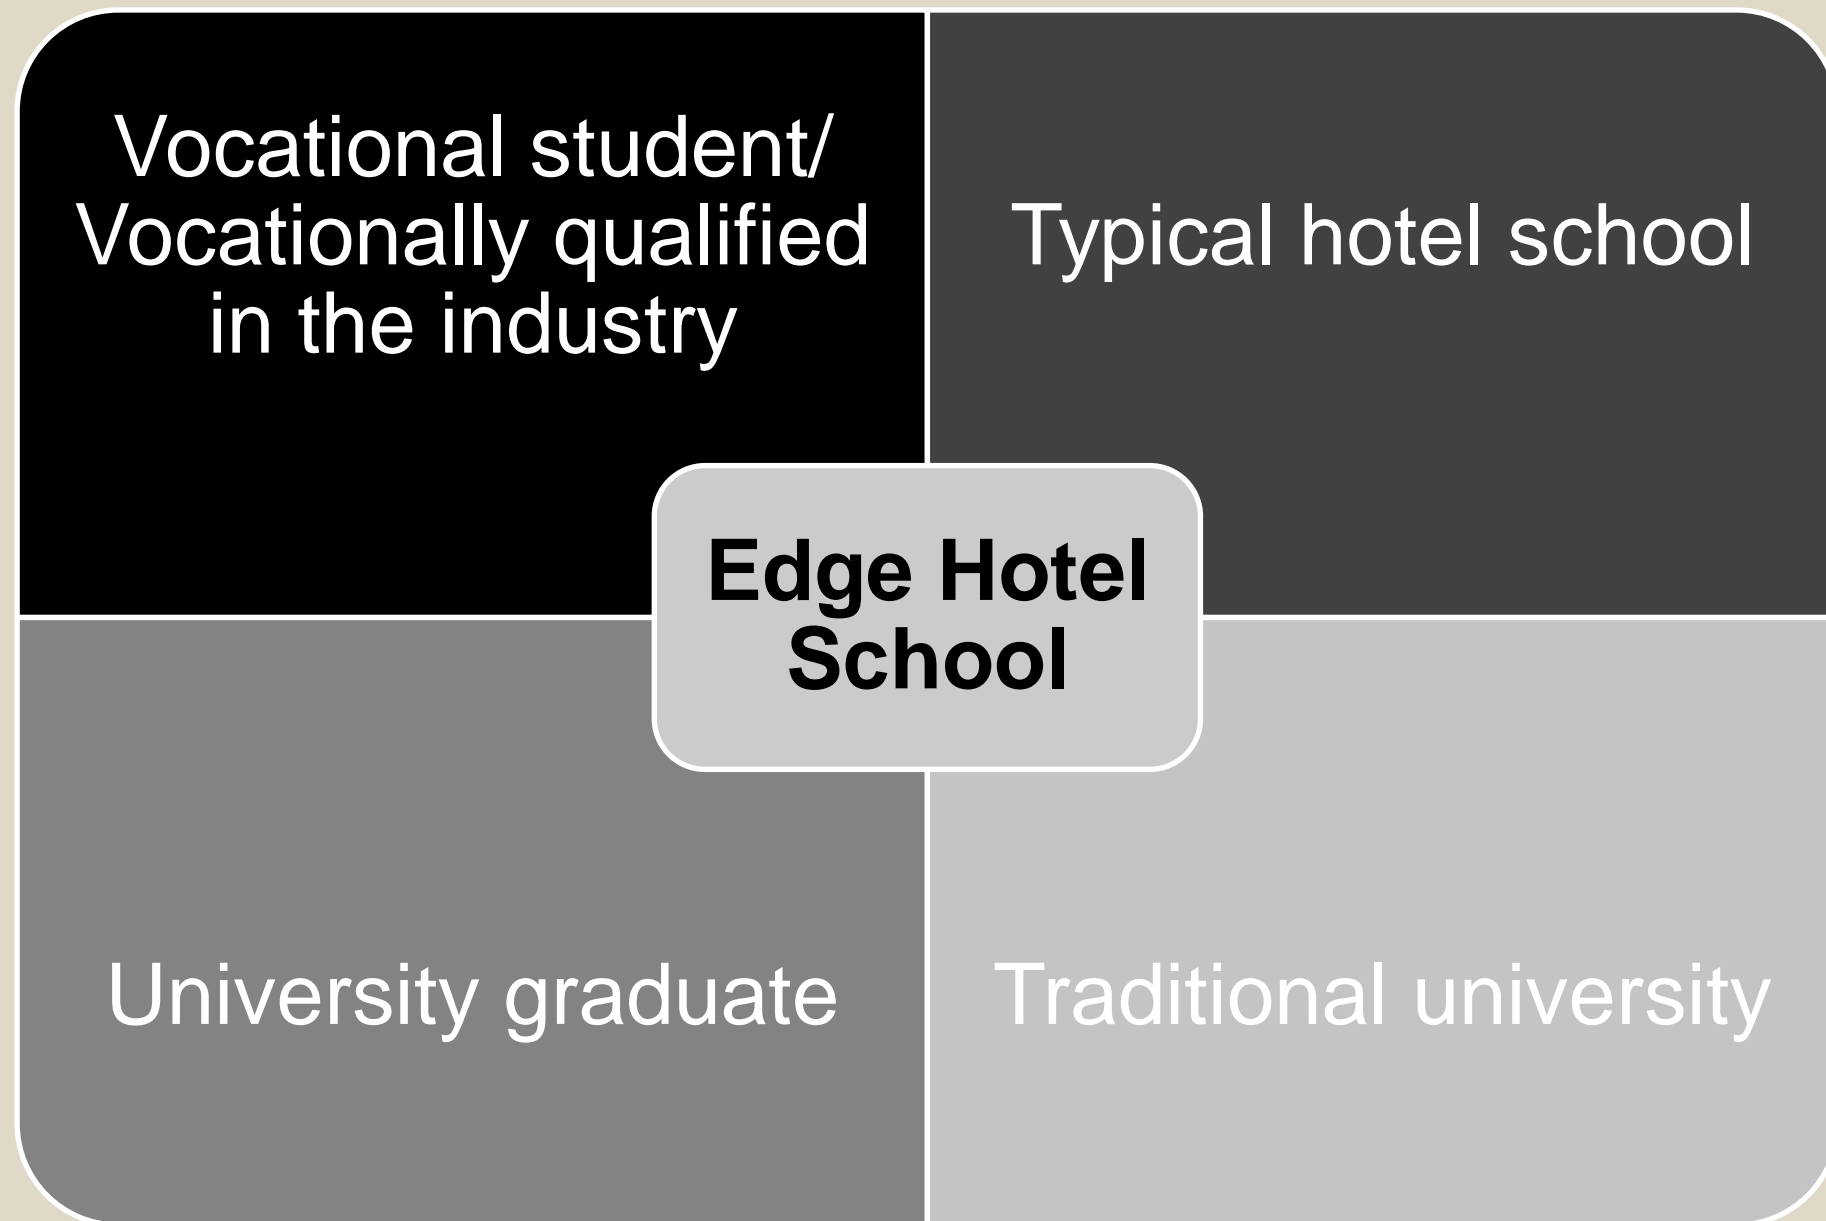 Vocational student/
Vocationally qualified
in the industry
Typical hotel school
Edge Hotel
School
University graduate
Traditional university